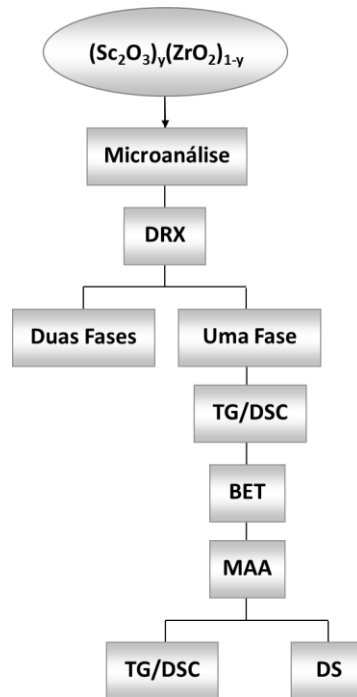 (Sc₂O₃)ᵧ(ZrO₂)₁₋ᵧ
Microanálise
DRX
Duas Fases
Uma Fase
TG/DSC
BET
MAA
TG/DSC
DS